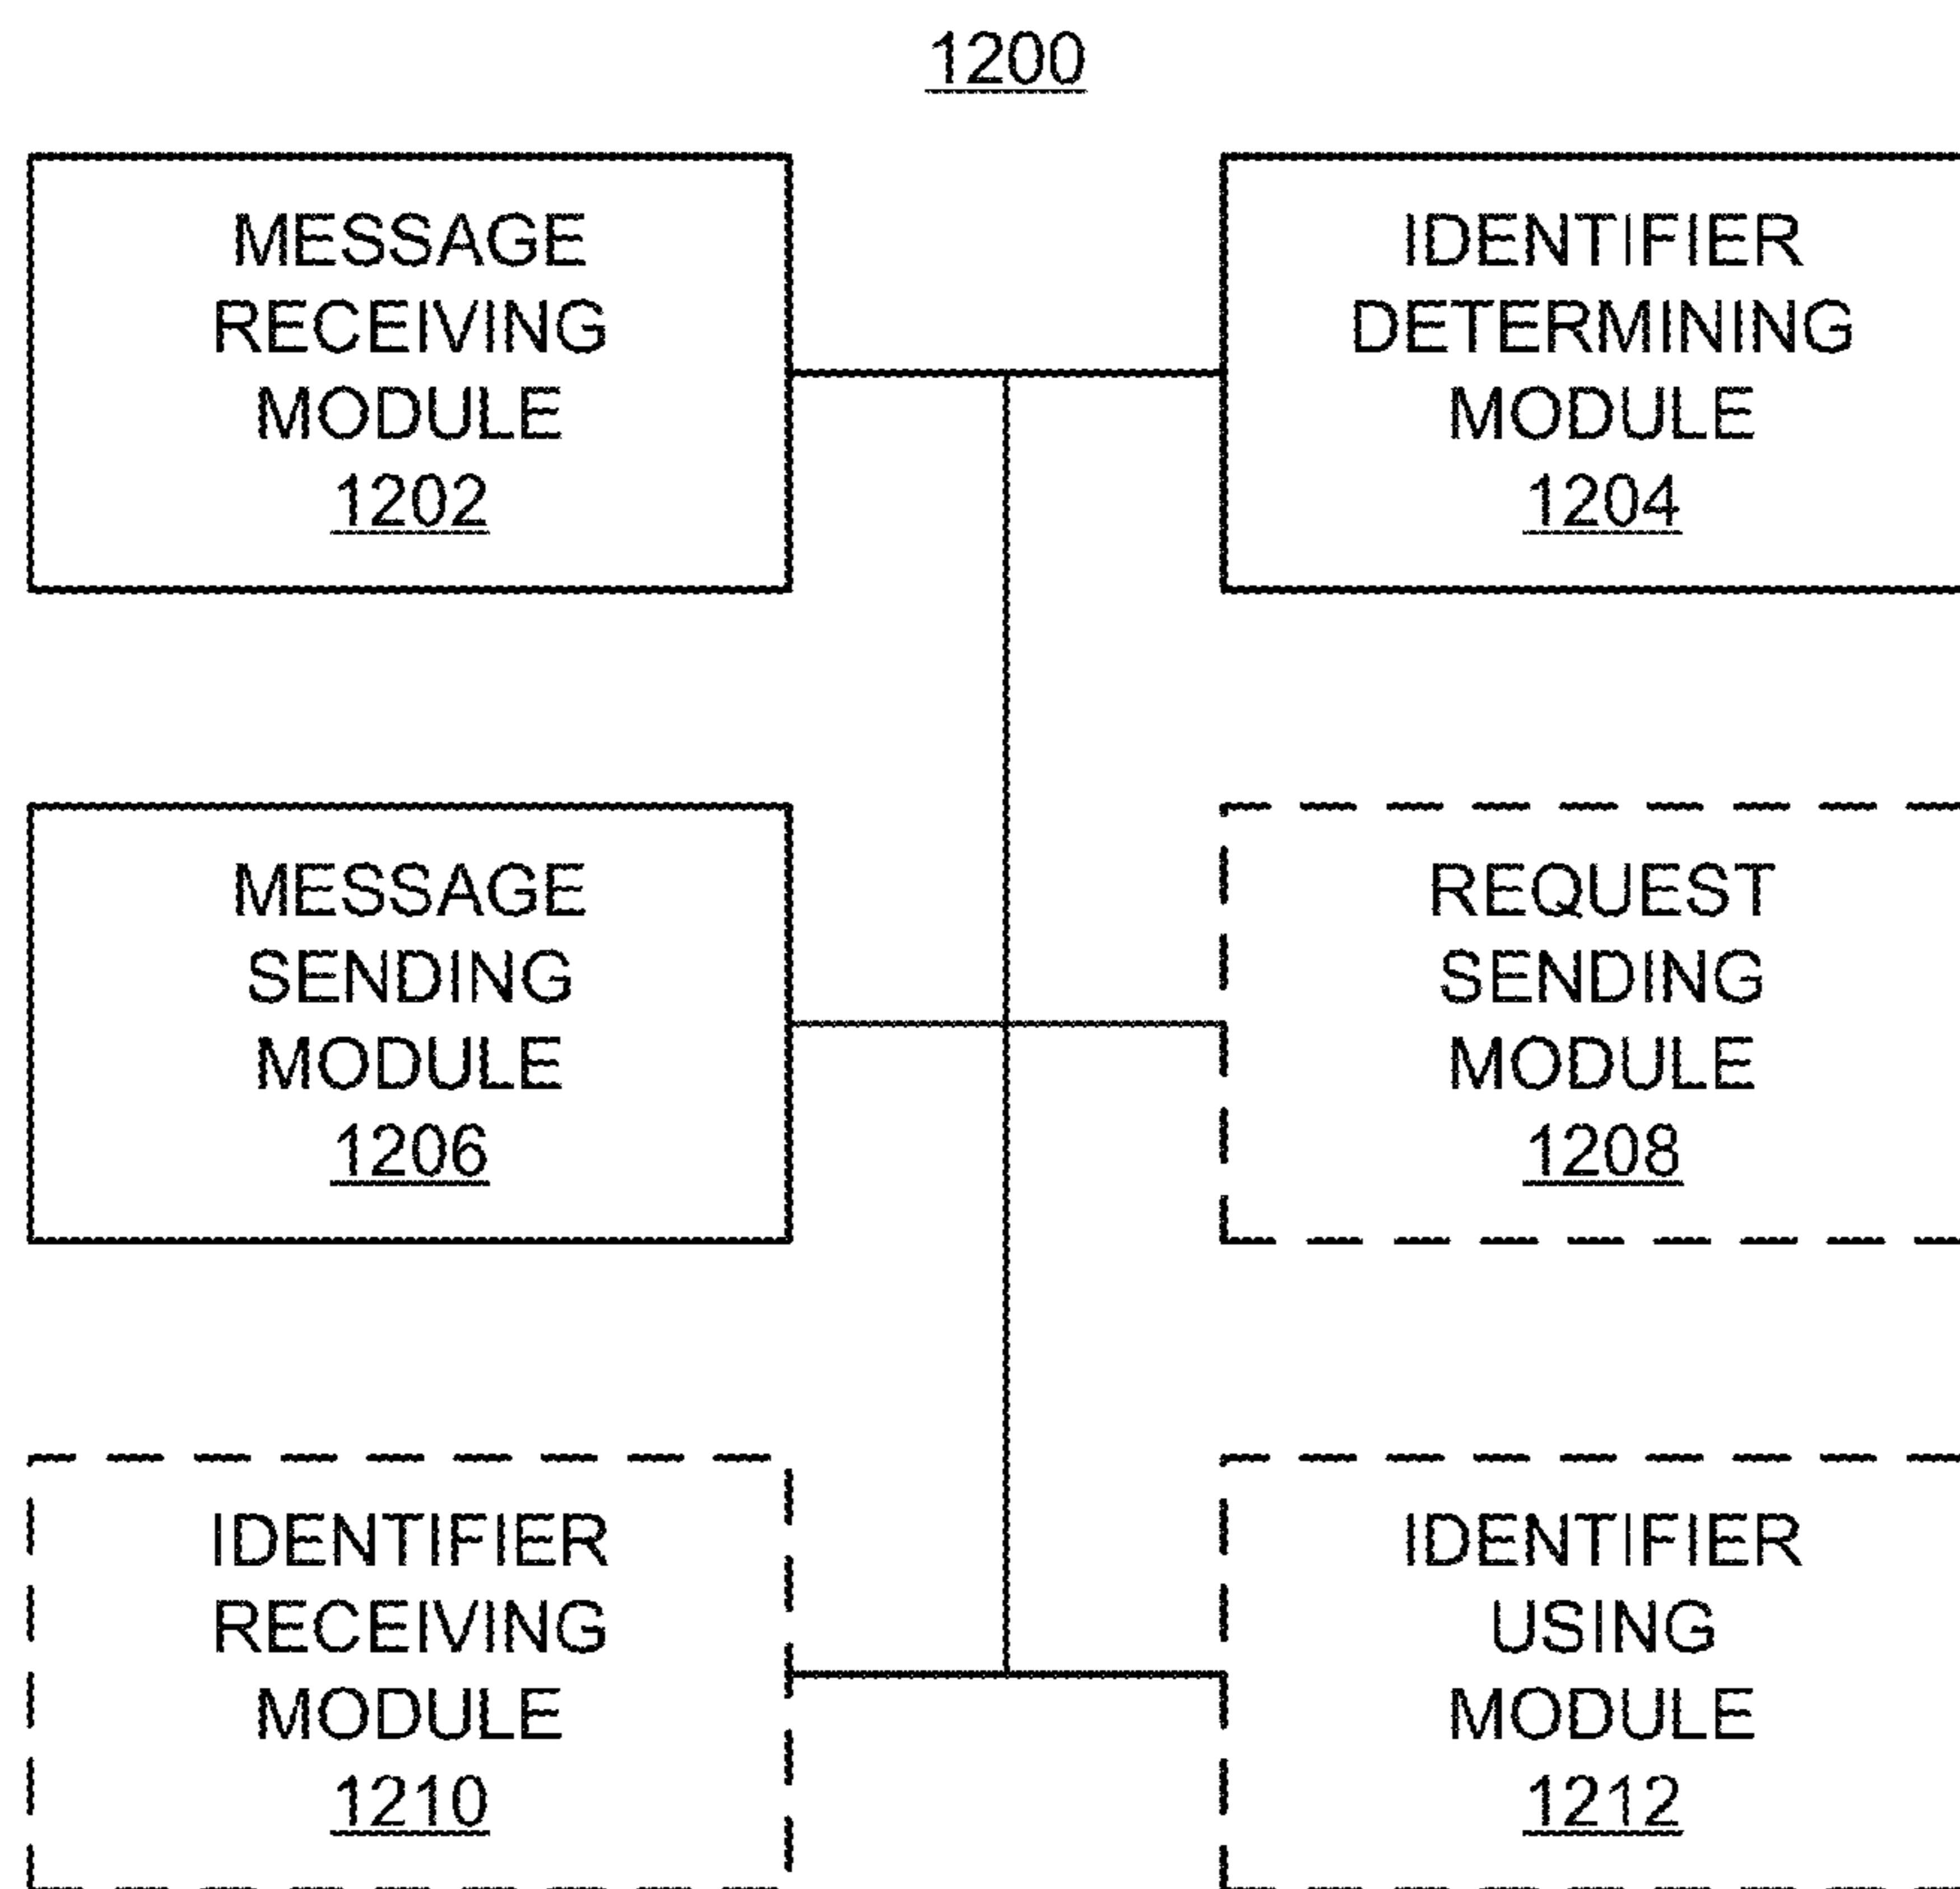 1200
MESSAGE
RECEIVING
MODULE
1202
IDENTIFIER
DETERMINING
MODULE
1204
MESSAGE
SENDING
MODULE
1206
REQUEST
SENDING
MODULE
1208
IDENTIFIER
RECEIVING
MODULE
1210
IDENTIFIER
USING
MODULE
1212